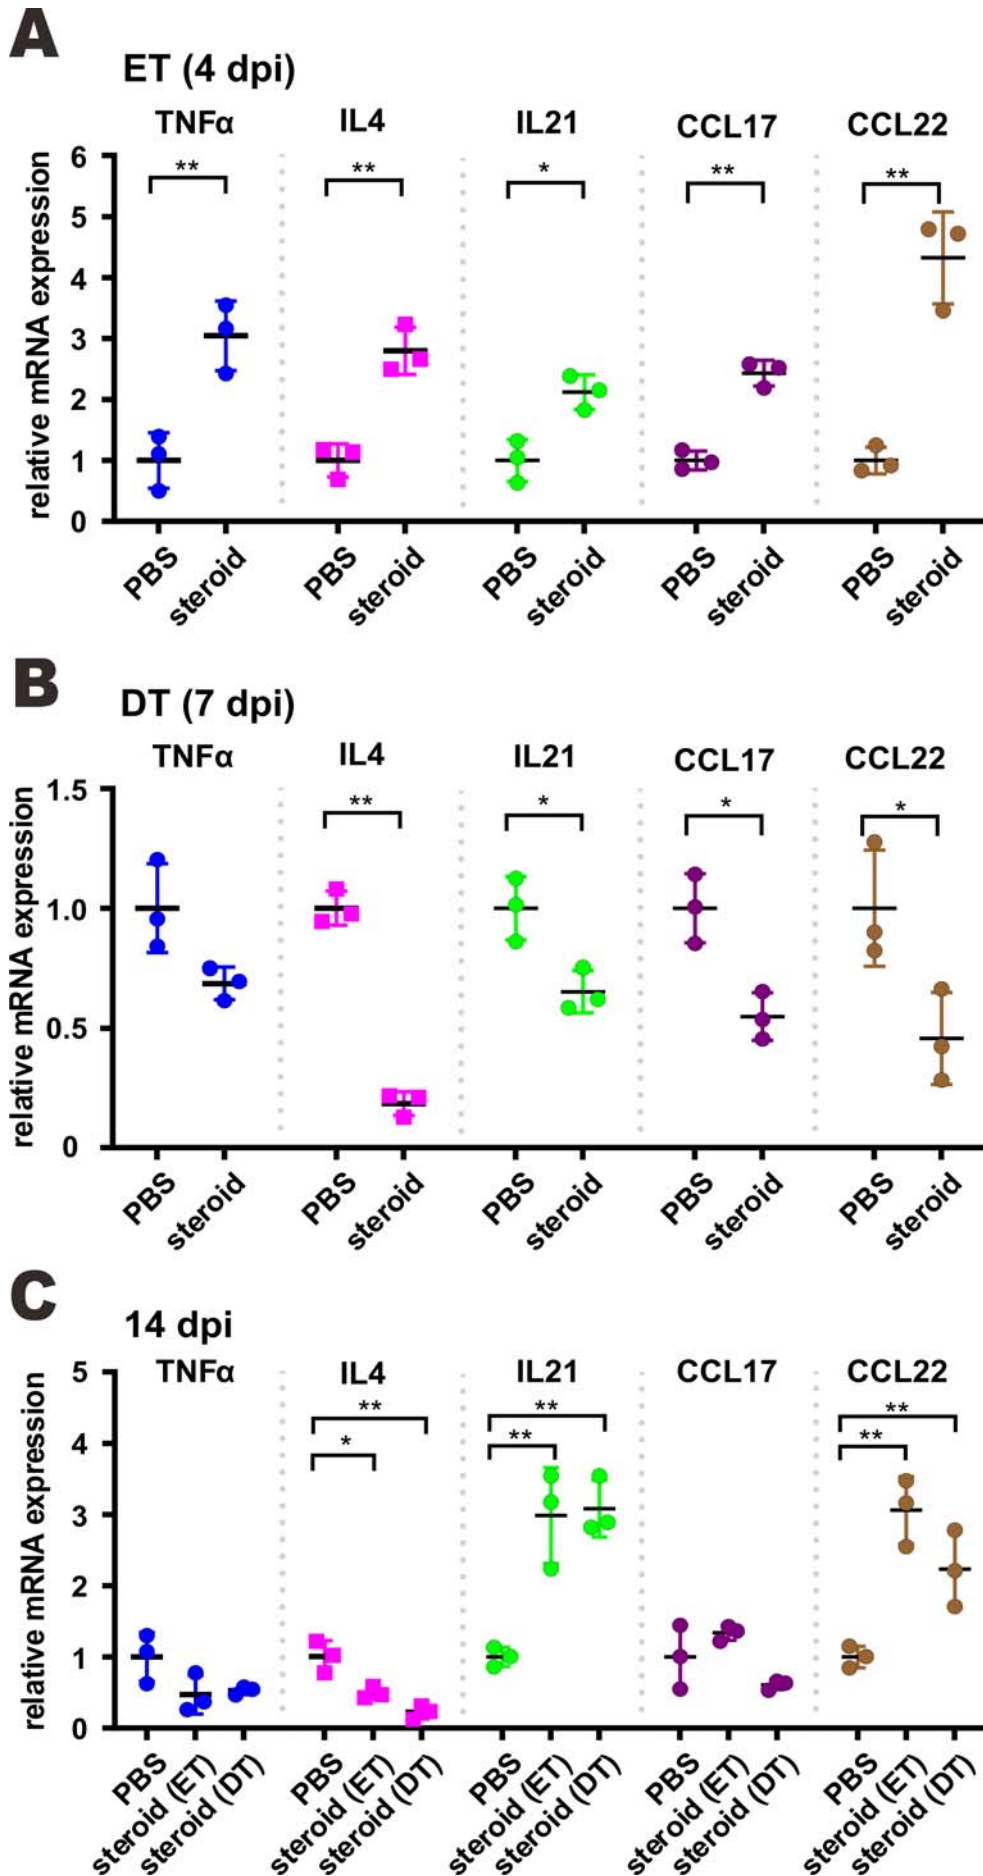 A
ET (4 dpi)
TNFα IL4 IL21 CCL17 CCL22
** ** * ** **
relative mRNA expression
6
5
4
3
2
1
0
PBS steroid PBS steroid PBS steroid PBS steroid PBS steroid
B
DT (7 dpi)
TNFα IL4 IL21 CCL17 CCL22
** * * *
relative mRNA expression
1.5
1.0
0.5
0
PBS steroid PBS steroid PBS steroid PBS steroid PBS steroid
C
14 dpi
TNFα IL4 IL21 CCL17 CCL22
** ** **
* ** **
relative mRNA expression
5
4
3
2
1
0
PBS steroid (ET) steroid (DT) PBS steroid (ET) steroid (DT) PBS steroid (ET) steroid (DT) PBS steroid (ET) steroid (DT) PBS steroid (ET) steroid (DT)